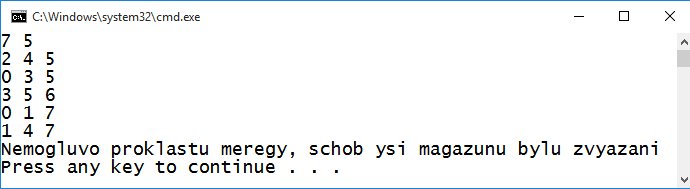 C:\Windows\system32\cmd.exe
7 5
2 4 5
0 3 5
3 5 6
0 1 7
1 4 7
Nemogluvo proklastu meregy, schob ysi magazunu bylu zvyazani
Press any key to continue . . .